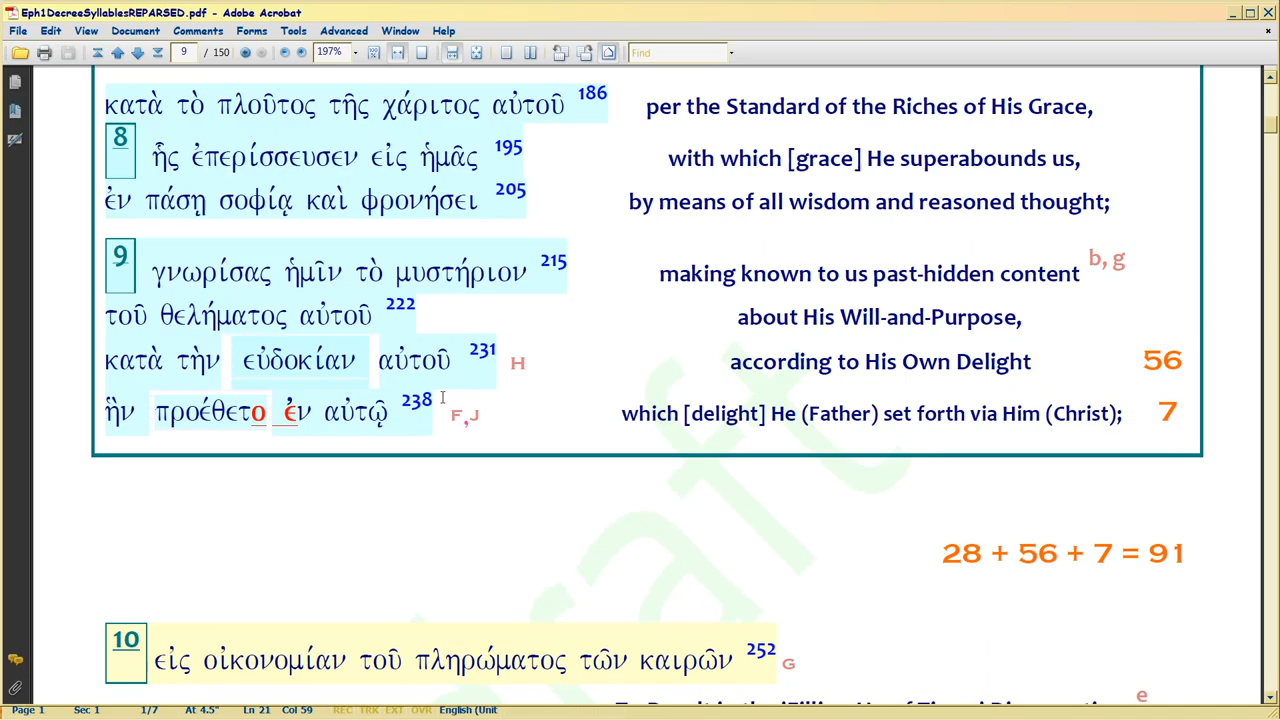 Eph1DecreeSyllablesREPARSED.pdf - Adobe Acrobat
File Edit View Document Comments Forms Tools Advanced Window Help
9 / 150 197% Find
κατὰ τὸ πλοῦτος τῆς χάριτος αὐτοῦ 186 per the Standard of the Riches of His Grace,
8 ἧς ἐπερίσσευσεν εἰς ἡμᾶς 195 with which [grace] He superabounds us,
ἐν πάσῃ σοφίᾳ καὶ φρονήσει 205 by means of all wisdom and reasoned thought;
9 γνωρίσας ἡμῖν τὸ μυστήριον 215 making known to us past-hidden content b, g
τοῦ θελήματος αὐτοῦ 222 about His Will-and-Purpose,
κατὰ τὴν εὐδοκίαν αὐτοῦ 231 H according to His Own Delight 56
ἣν προέθετο ἐν αὐτῷ 238 F,J which [delight] He (Father) set forth via Him (Christ); 7
28 + 56 + 7 = 91
10 εἰς οἰκονομίαν τοῦ πληρώματος τῶν καιρῶν 252 G
e
Page 1 Sec 1 1/7 At 4.5" Ln 21 Col 59 REC TRK EXT OVR English (Unit